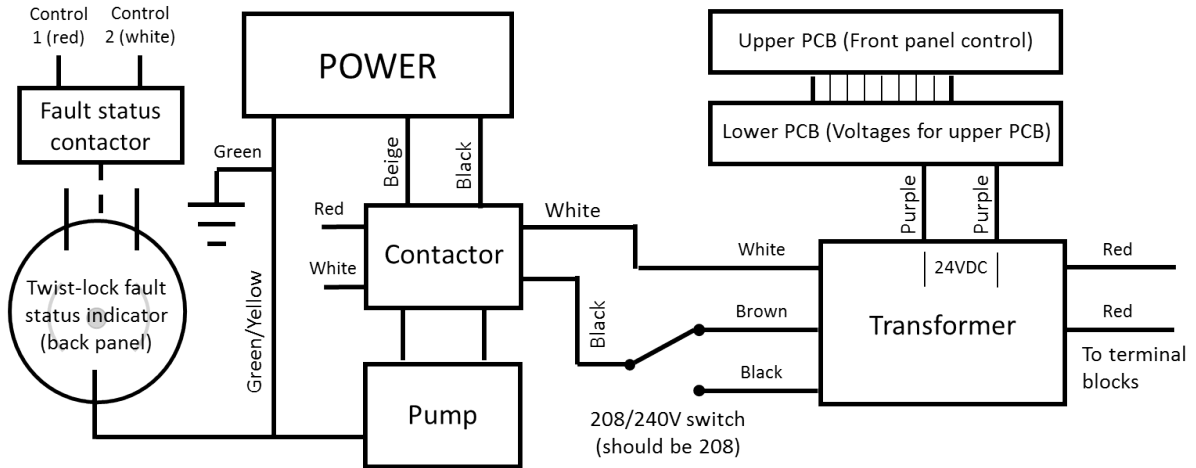 Control
1 (red)
Control
2 (white)
Fault status
contactor
Twist-lock fault
status indicator
(back panel)
POWER
Green
Green/Yellow
Beige
Black
Red
White
Contactor
Pump
White
Black
208/240V switch
(should be 208)
Upper PCB (Front panel control)
Lower PCB (Voltages for upper PCB)
Purple
Purple
24VDC
White
Brown
Black
Transformer
Red
Red
To terminal
blocks